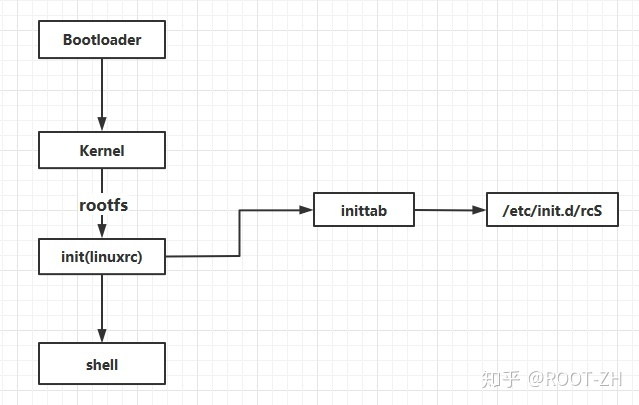 Bootloader
Kernel
rootfs
inittab
/etc/init.d/rcS
init(linuxrc)
shell
知乎 @ROOT-ZH